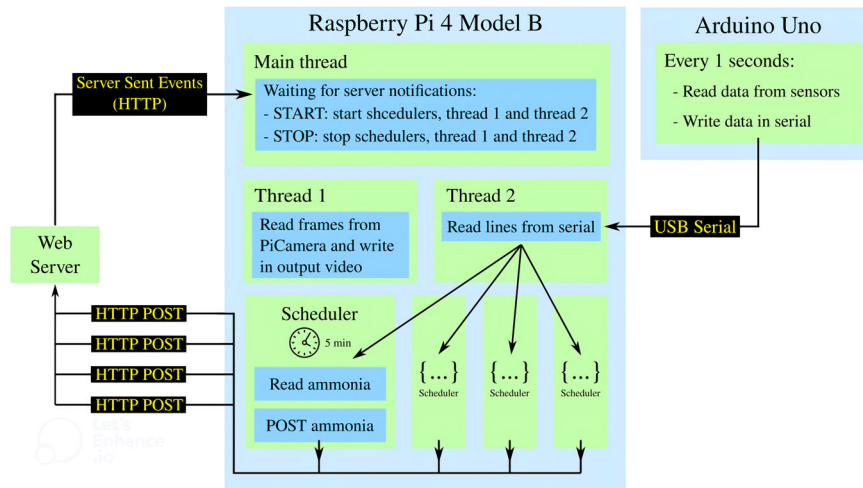 Raspberry Pi 4 Model B
Main thread
Waiting for server notifications:
- START: start shcedulers, thread 1 and thread 2
- STOP: stop schedulers, thread 1 and thread 2
Arduino Uno
Every 1 seconds:
- Read data from sensors
- Write data in serial
Server Sent Events
(HTTP)
Thread 1
Read frames from
PiCamera and write
in output video
Thread 2
Read lines from serial
USB Serial
Web
Server
HTTP POST
HTTP POST
HTTP POST
HTTP POST
Scheduler
5 min
Read ammonia
POST ammonia
{...}
Scheduler
{...}
Scheduler
{...}
Scheduler
Let's
Enhance
.io